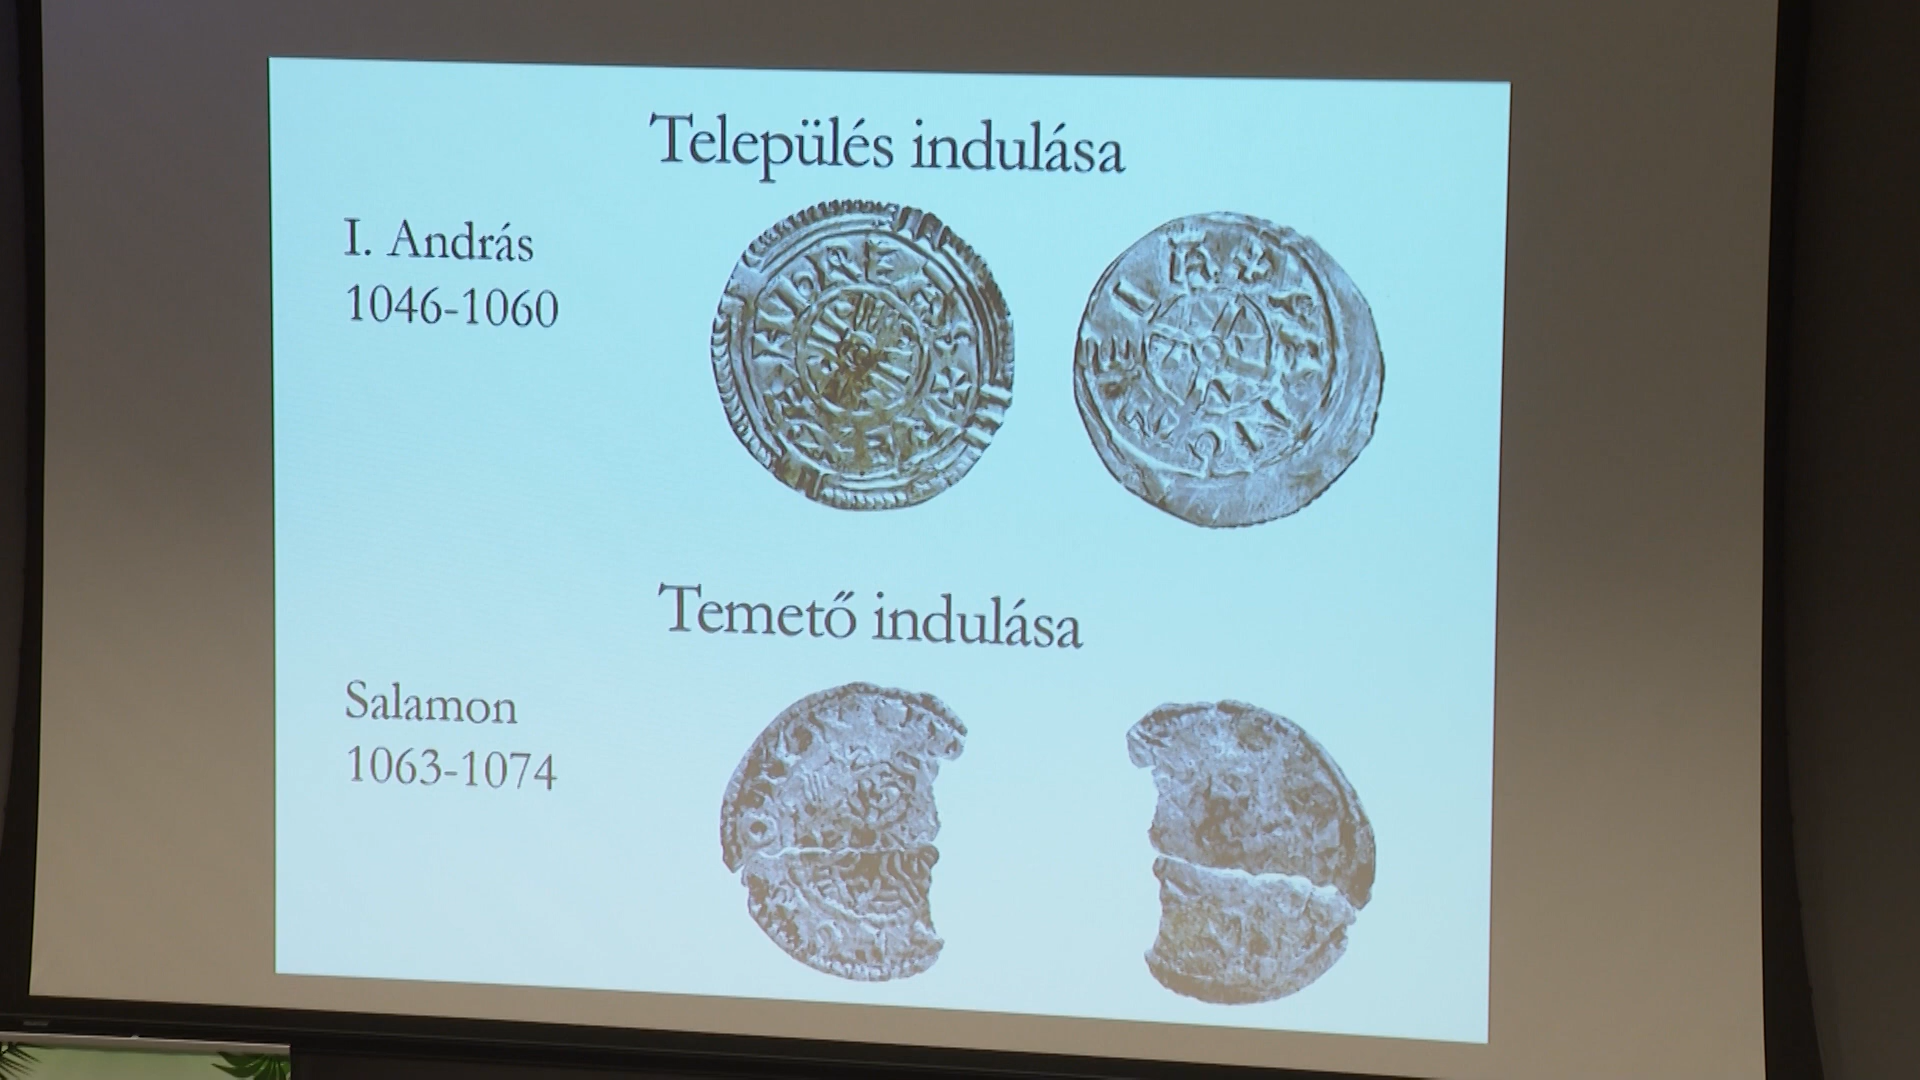 Település indulása
I. András
1046-1060
Temető indulása
Salamon
1063-1074